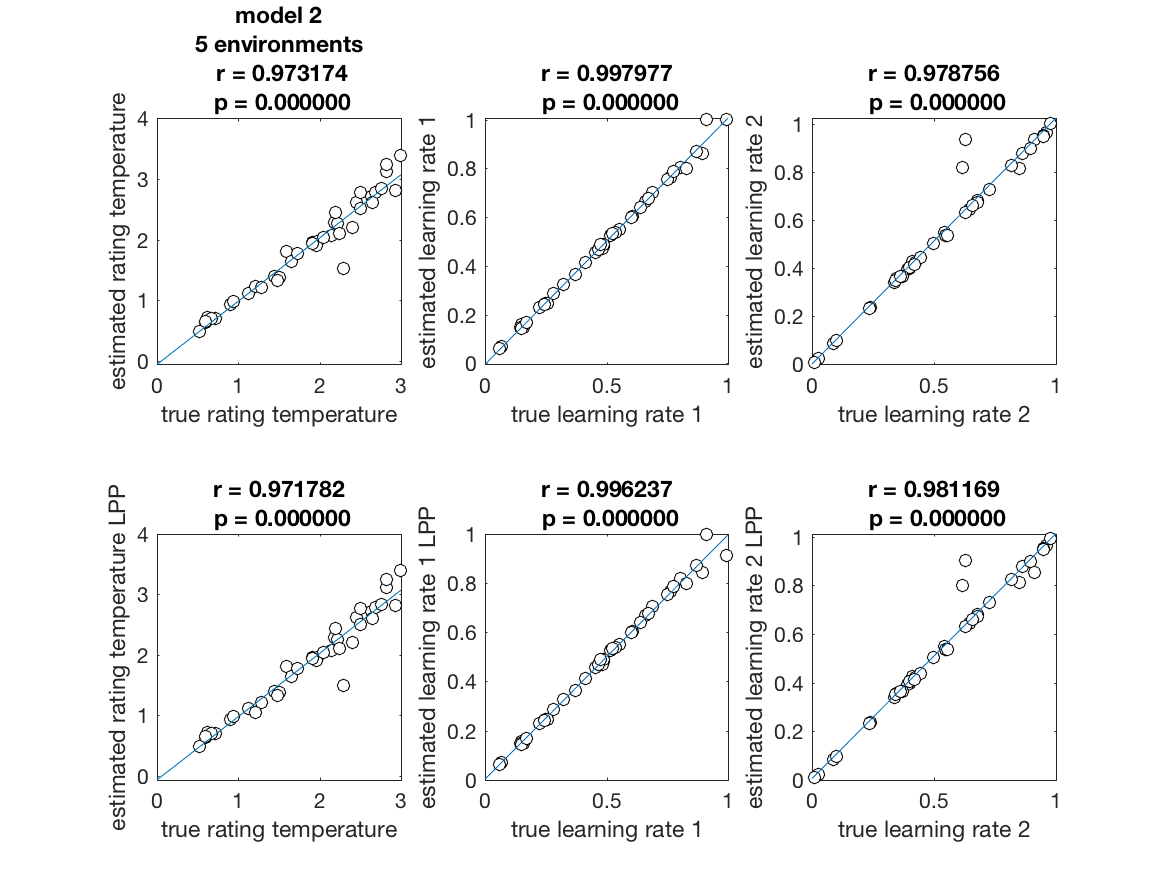 model 2
5 environments
r = 0.973174
p = 0.000000
estimated rating temperature
4
3
2
1
0
0 1 2 3
true rating temperature
r = 0.997977
p = 0.000000
estimated learning rate 1
1
0.8
0.6
0.4
0.2
0
0 0.5 1
true learning rate 1
r = 0.978756
p = 0.000000
estimated learning rate 2
1
0.8
0.6
0.4
0.2
0
0 0.5 1
true learning rate 2
r = 0.971782
p = 0.000000
estimated rating temperature LPP
4
3
2
1
0
0 1 2 3
true rating temperature
r = 0.996237
p = 0.000000
estimated learning rate 1 LPP
1
0.8
0.6
0.4
0.2
0
0 0.5 1
true learning rate 1
r = 0.981169
p = 0.000000
estimated learning rate 2 LPP
1
0.8
0.6
0.4
0.2
0
0 0.5 1
true learning rate 2